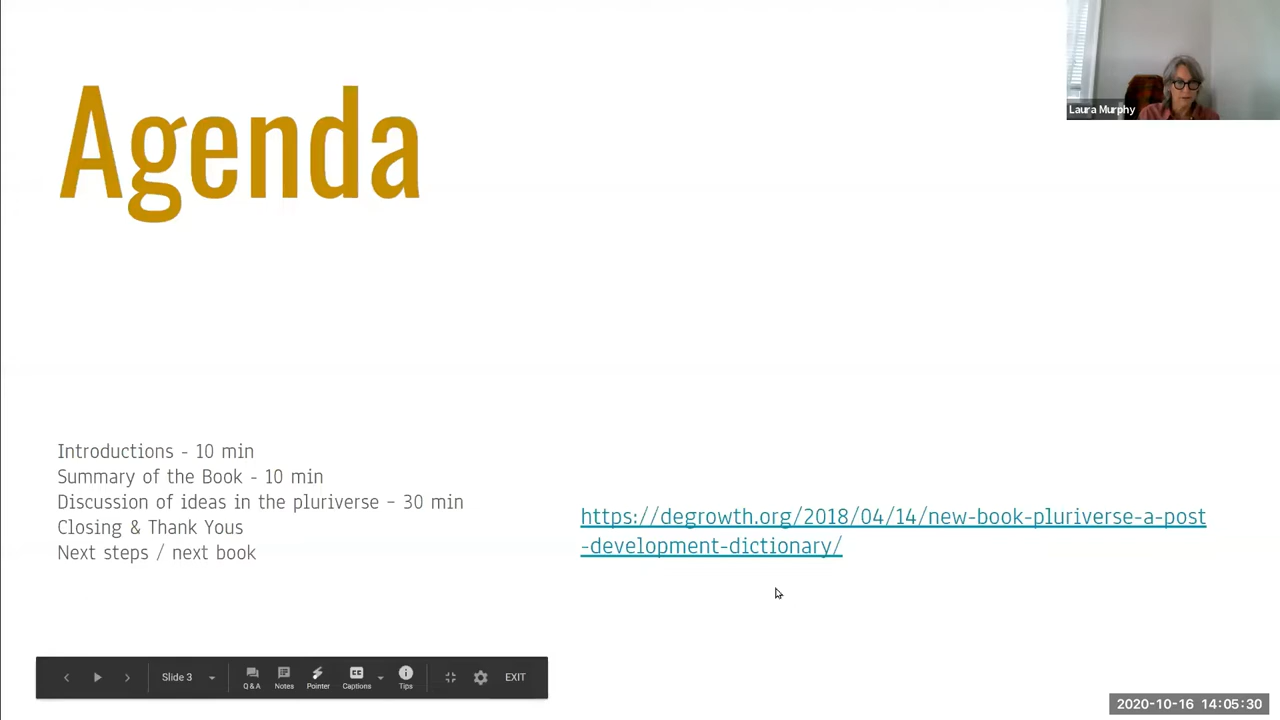 Agenda
Laura Murphy
Introductions - 10 min
Summary of the Book - 10 min
Discussion of ideas in the pluriverse – 30 min
Closing & Thank Yous
Next steps / next book
https://degrowth.org/2018/04/14/new-book-pluriverse-a-post
-development-dictionary/
Slide 3
Q & A
Notes
Pointer
CC
Captions
Tips
EXIT
2020-10-16 14:05:30